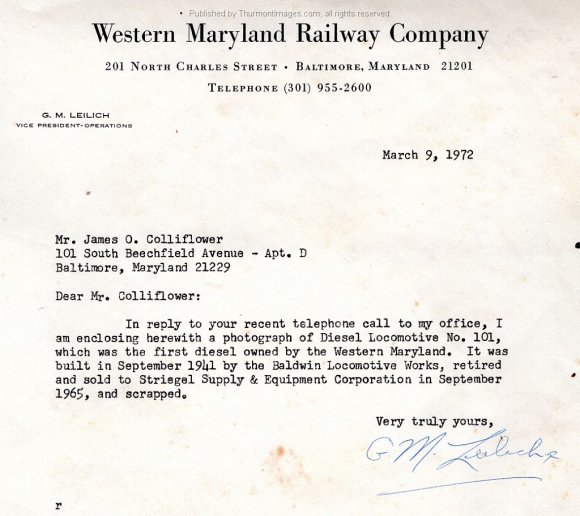 • Published by ThurmontImages.com, all rights reserved
Western Maryland Railway Company
201 North Charles Street • Baltimore, Maryland 21201
Telephone (301) 955-2600
G. M. LEILICH
VICE PRESIDENT-OPERATIONS
March 9, 1972
Mr. James O. Colliflower
101 South Beechfield Avenue - Apt. D
Baltimore, Maryland 21229
Dear Mr. Colliflower:
In reply to your recent telephone call to my office, I
am enclosing herewith a photograph of Diesel Locomotive No. 101,
which was the first diesel owned by the Western Maryland. It was
built in September 1941 by the Baldwin Locomotive Works, retired
and sold to Striegel Supply & Equipment Corporation in September
1965, and scrapped.
Very truly yours,
G M. Leilich
r